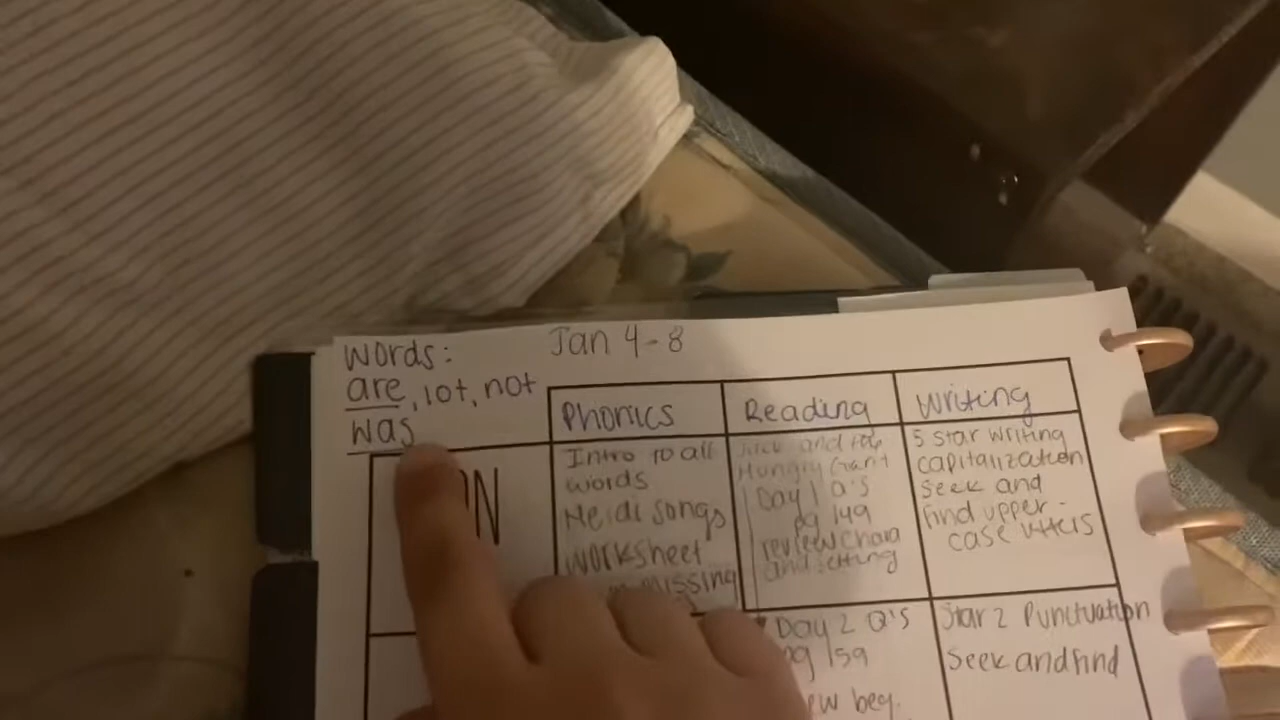 Words:
Jan 4-8
are, lot, not
was
Phonics
Reading
Writing
ON
Intro to all
words
Heidi Songs
worksheet
missing
Jack and the
Hungry Giant
Day 1 Q's
pg 149
review chara
and setting
5 star writing
capitalization
Seek and
find upper-
case letters
Day 2 Q's
pg 159
beg.
Star 2 Punctuation
Seek and find